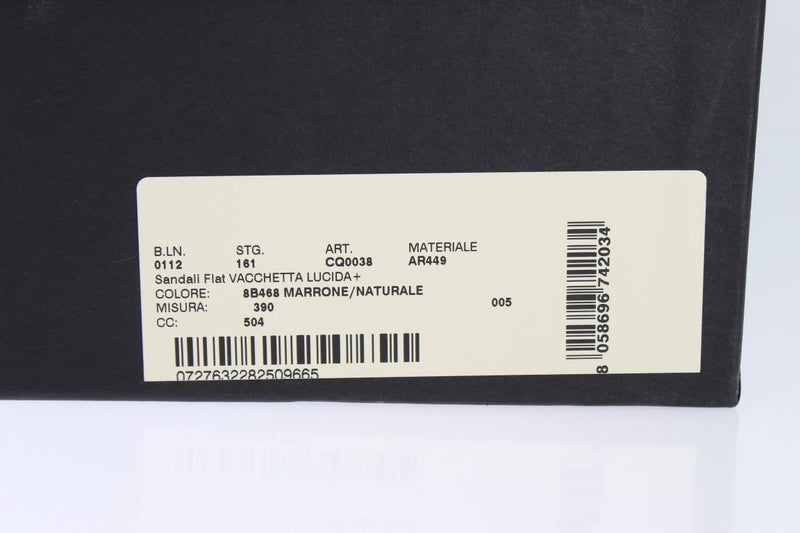 B.LN. STG. ART. MATERIALE
0112 161 CQ0038 AR449
Sandali Flat VACCHETTA LUCIDA+
COLORE: 8B468 MARRONE/NATURALE
MISURA: 390 005
CC: 504
0727632282509665
8 058696 742034